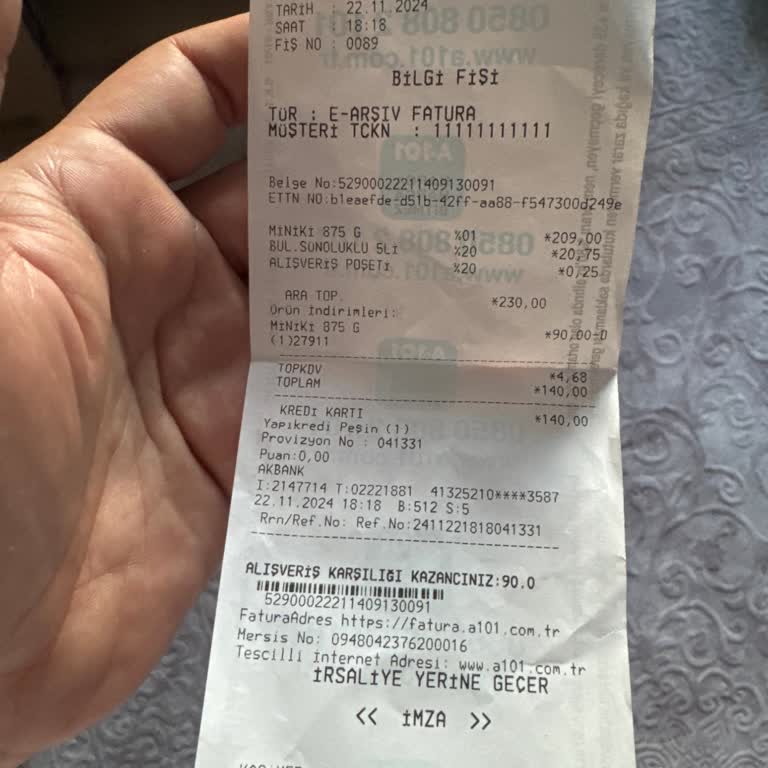 TARİH : 22.11.2024
SAAT : 18:18
FİŞ NO : 0089
BİLGİ FİŞİ
TÜR : E-ARŞİV FATURA
MÜŞTERİ TCKN : 11111111111
Belge No:52900022211409130091
ETTN NO:b1eaefde-d51b-42ff-aa88-f547300d249e
MİNİKİ 875 G %01 *209,00
BUL.SÜNOLUKLU 5Lİ %20 *20,75
ALIŞVERİŞ POŞETİ %20 *0,25
ARA TOP. *230,00
Ürün İndirimleri:
MİNİKİ 875 G *90,00-D
(1)27911
TOPKDV *4,68
TOPLAM *140,00
KREDİ KARTI *140,00
Yapıkredi Peşin (1)
Provizyon No : 041331
Puan:0,00
AKBANK
I:2147714 T:02221881 41325210****3587
22.11.2024 18:18 B:512 S:5
Rrn/Ref.No: Ref.No:2411221818041331
ALIŞVERİŞ KARŞILIĞI KAZANCINIZ:90.0
52900022211409130091
FaturaAdres https://fatura.a101.com.tr
Mersis No: 0948042376200016
Tescilli İnternet Adresi: www.a101.com.tr
İRSALİYE YERİNE GEÇER
<< İMZA >>